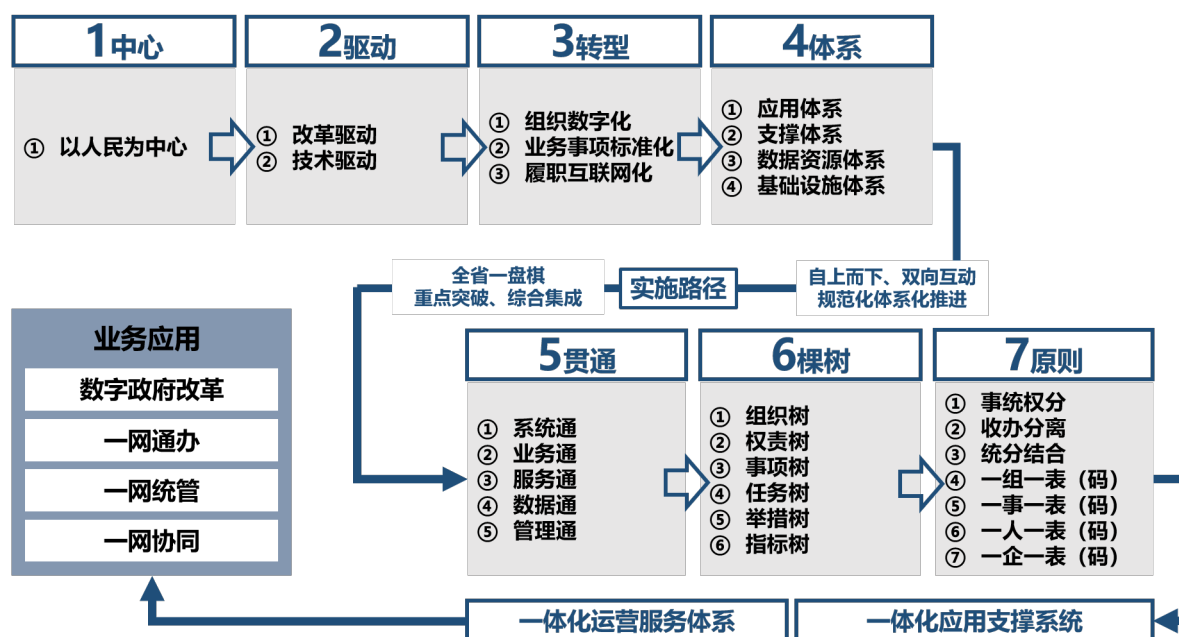 1中心
① 以人民为中心
2驱动
① 改革驱动
② 技术驱动
3转型
① 组织数字化
② 业务事项标准化
③ 履职互联网化
4体系
① 应用体系
② 支撑体系
③ 数据资源体系
④ 基础设施体系
自上而下、双向互动
规范化体系化推进
实施路径
全省一盘棋
重点突破、综合集成
5贯通
① 系统通
② 业务通
③ 服务通
④ 数据通
⑤ 管理通
6棵树
① 组织树
② 权责树
③ 事项树
④ 任务树
⑤ 举措树
⑥ 指标树
7原则
① 事统权分
② 收办分离
③ 统分结合
④ 一组一表（码）
⑤ 一事一表（码）
⑥ 一人一表（码）
⑦ 一企一表（码）
一体化应用支撑系统
一体化运营服务体系
业务应用
数字政府改革
一网通办
一网统管
一网协同